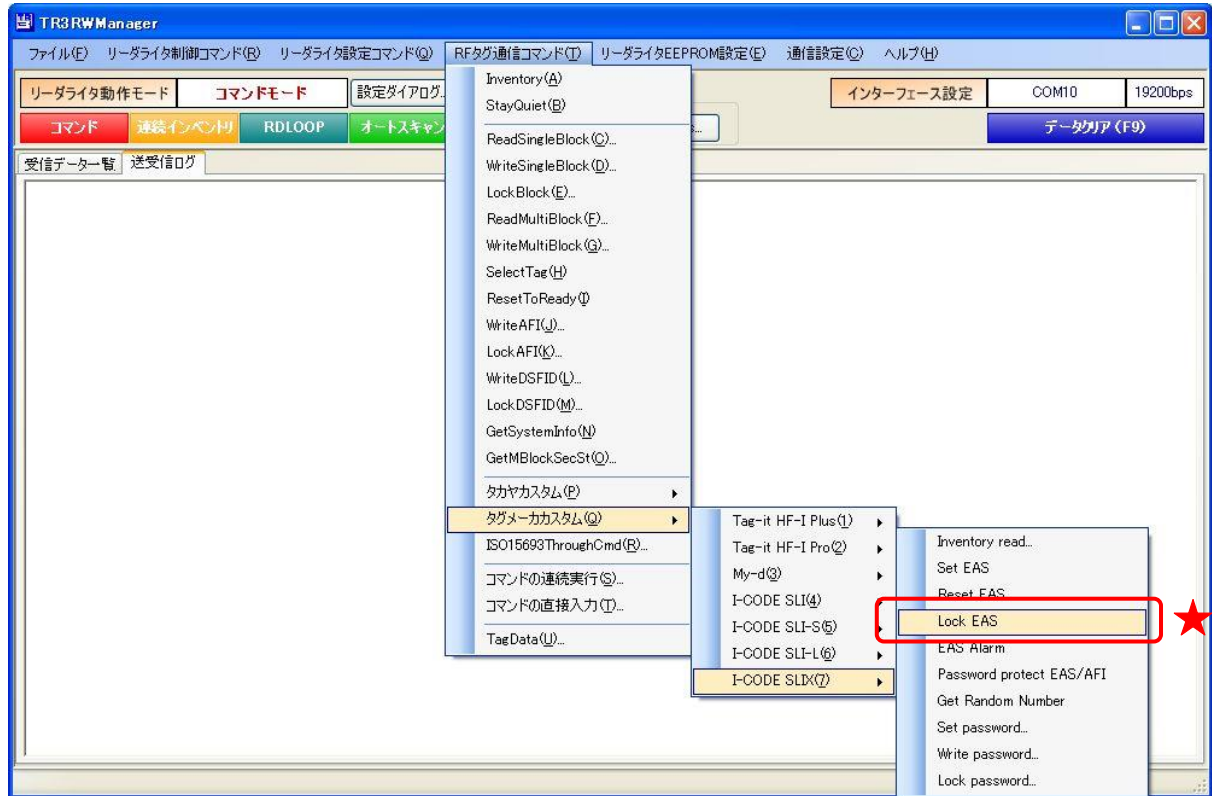 TR3RWManager
ファイル(F) リーダライタ制御コマンド(R) リーダライタ設定コマンド(Q) RFタグ通信コマンド(T) リーダライタEEPROM設定(E) 通信設定(C) ヘルプ(H)
リーダライタ動作モード コマンドモード 設定ダイアログ... インターフェース設定 COM10 19200bps
コマンド 連続インベントリ RDLOOP オートスキャン データクリア (F9)
受信データ一覧 送受信ログ
Inventory(A)
StayQuiet(B)
ReadSingleBlock(C)...
WriteSingleBlock(D)...
LockBlock(E)...
ReadMultiBlock(F)...
WriteMultiBlock(G)...
SelectTag(H)
ResetToReady(I)
WriteAFI(J)...
LockAFI(K)...
WriteDSFID(L)...
LockDSFID(M)...
GetSystemInfo(N)
GetMBlockSecSt(O)...
タカヤカスタム(P)
タグメーカカスタム(Q)
ISO15693ThroughCmd(R)...
コマンドの連続実行(S)...
コマンドの直接入力(T)...
TagData(U)...
Tag-it HF-I Plus(1)
Tag-it HF-I Pro(2)
My-d(3)
I-CODE SLI(4)
I-CODE SLI-S(5)
I-CODE SLI-L(6)
I-CODE SLIX(7)
Inventory read...
Set EAS
Reset EAS
Lock EAS
EAS Alarm
Password protect EAS/AFI
Get Random Number
Set password...
Write password...
Lock password...